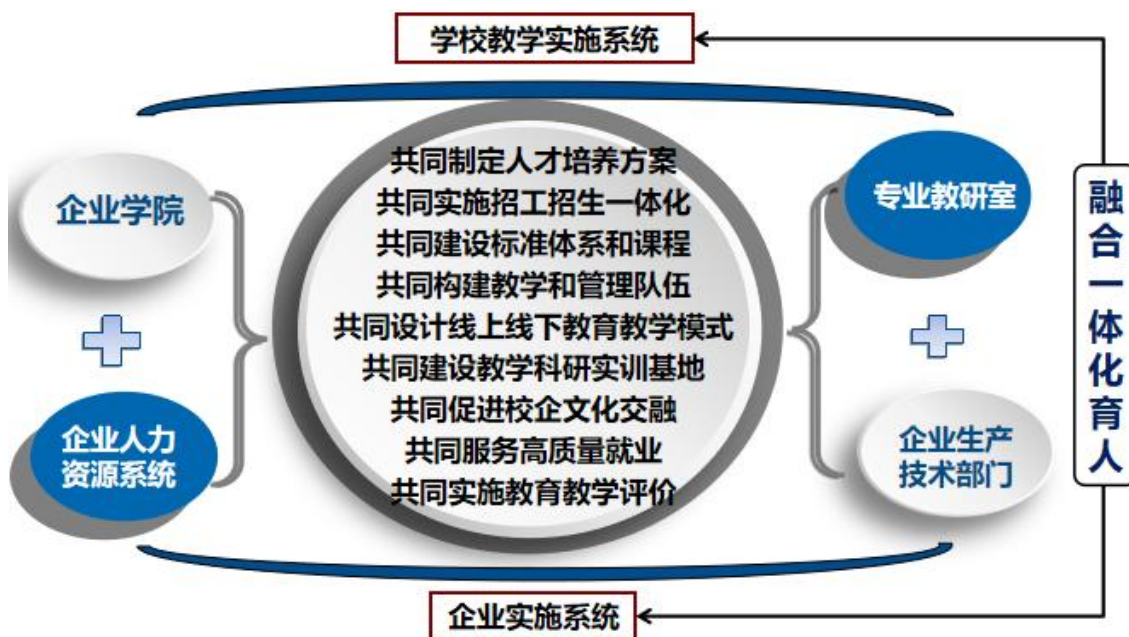 学校教学实施系统
企业学院
企业人力
资源系统
共同制定人才培养方案
共同实施招工招生一体化
共同建设标准体系和课程
共同构建教学和管理队伍
共同设计线上线下教育教学模式
共同建设教学科研实训基地
共同促进校企文化交融
共同服务高质量就业
共同实施教育教学评价
专业教研室
企业生产
技术部门
融合一体化育人
企业实施系统